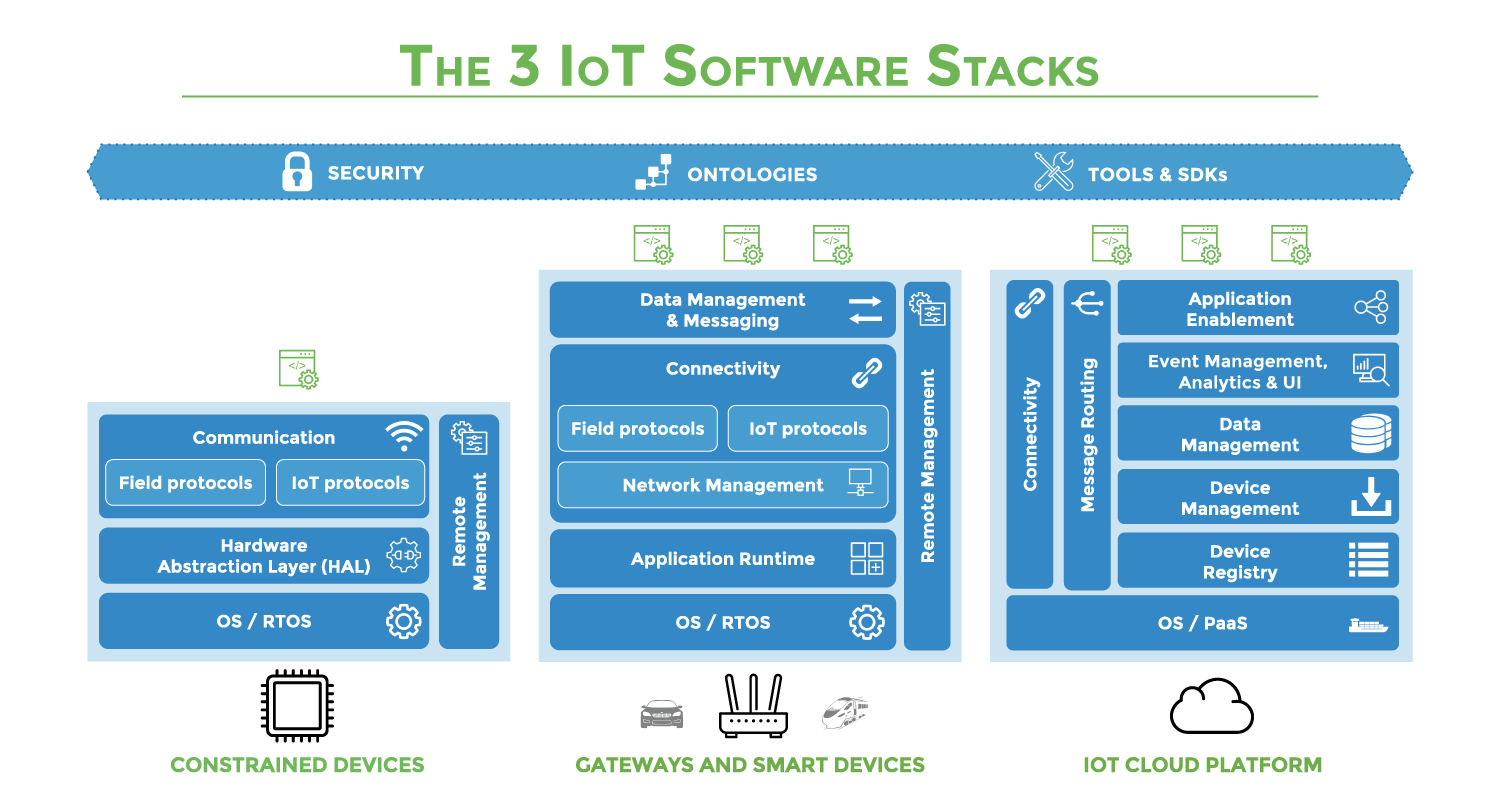 The 3 IoT Software Stacks
SECURITY
ONTOLOGIES
TOOLS & SDKs
</>
Communication
Field protocols
IoT protocols
Hardware
Abstraction Layer (HAL)
OS / RTOS
Remote
Management
CONSTRAINED DEVICES
</>
</>
</>
Data Management
& Messaging
Connectivity
Field protocols
IoT protocols
Network Management
Application Runtime
OS / RTOS
Remote Management
GATEWAYS AND SMART DEVICES
</>
</>
</>
Connectivity
Message Routing
Application
Enablement
Event Management,
Analytics & UI
Data
Management
Device
Management
Device
Registry
OS / PaaS
IOT CLOUD PLATFORM